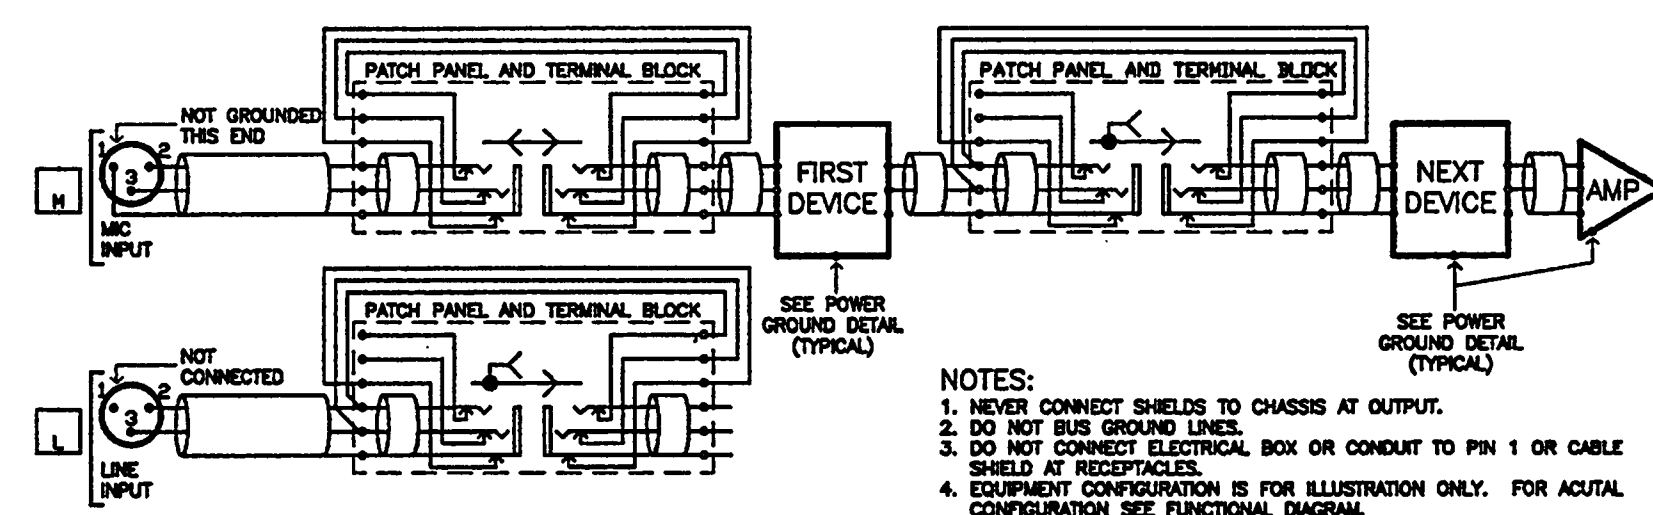 PATCH PANEL AND TERMINAL BLOCK
PATCH PANEL AND TERMINAL BLOCK
NOT GROUNDED
THIS END
1 2
3
M
MIC
INPUT
FIRST
DEVICE
NEXT
DEVICE
AMP
SEE POWER
GROUND DETAIL
(TYPICAL)
SEE POWER
GROUND DETAIL
(TYPICAL)
PATCH PANEL AND TERMINAL BLOCK
NOT
CONNECTED
1 2
3
L
LINE
INPUT
NOTES:
1. NEVER CONNECT SHIELDS TO CHASSIS AT OUTPUT.
2. DO NOT BUS GROUND LINES.
3. DO NOT CONNECT ELECTRICAL BOX OR CONDUIT TO PIN 1 OR CABLE
SHIELD AT RECEPTACLES.
4. EQUIPMENT CONFIGURATION IS FOR ILLUSTRATION ONLY. FOR ACUTAL
CONFIGURATION SEE FUNCTIONAL DIAGRAM.